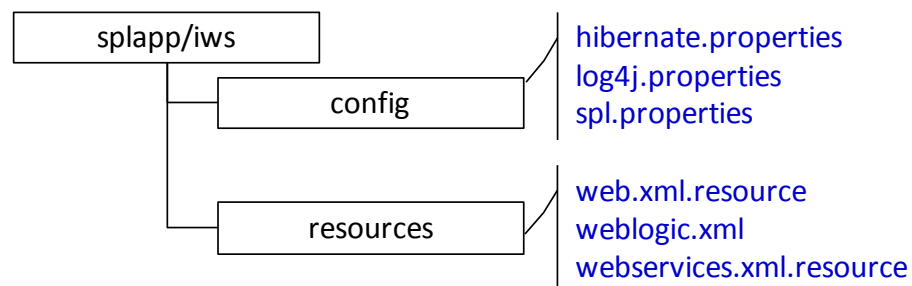 splapp/iws
config
hibernate.properties
log4j.properties
spl.properties
resources
web.xml.resource
weblogic.xml
webservices.xml.resource